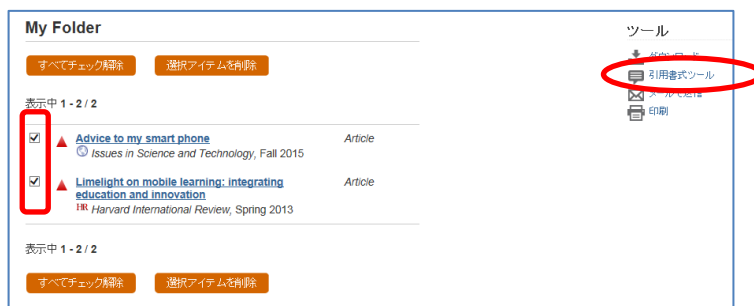 My Folder
すべてチェック解除
選択アイテムを削除
表示中 1 - 2 / 2
Advice to my smart phone
Article
Issues in Science and Technology, Fall 2015
Limelight on mobile learning: integrating
Article
education and innovation
HR Harvard International Review, Spring 2013
表示中 1 - 2 / 2
すべてチェック解除
選択アイテムを削除
ツール
ダウンロード
引用書式ツール
メールで送信
印刷